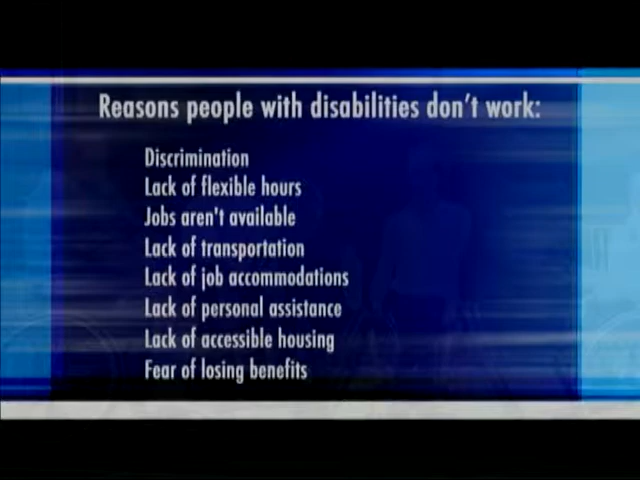 Reasons people with disabilities don't work:
Discrimination
Lack of flexible hours
Jobs aren't available
Lack of transportation
Lack of job accommodations
Lack of personal assistance
Lack of accessible housing
Fear of losing benefits